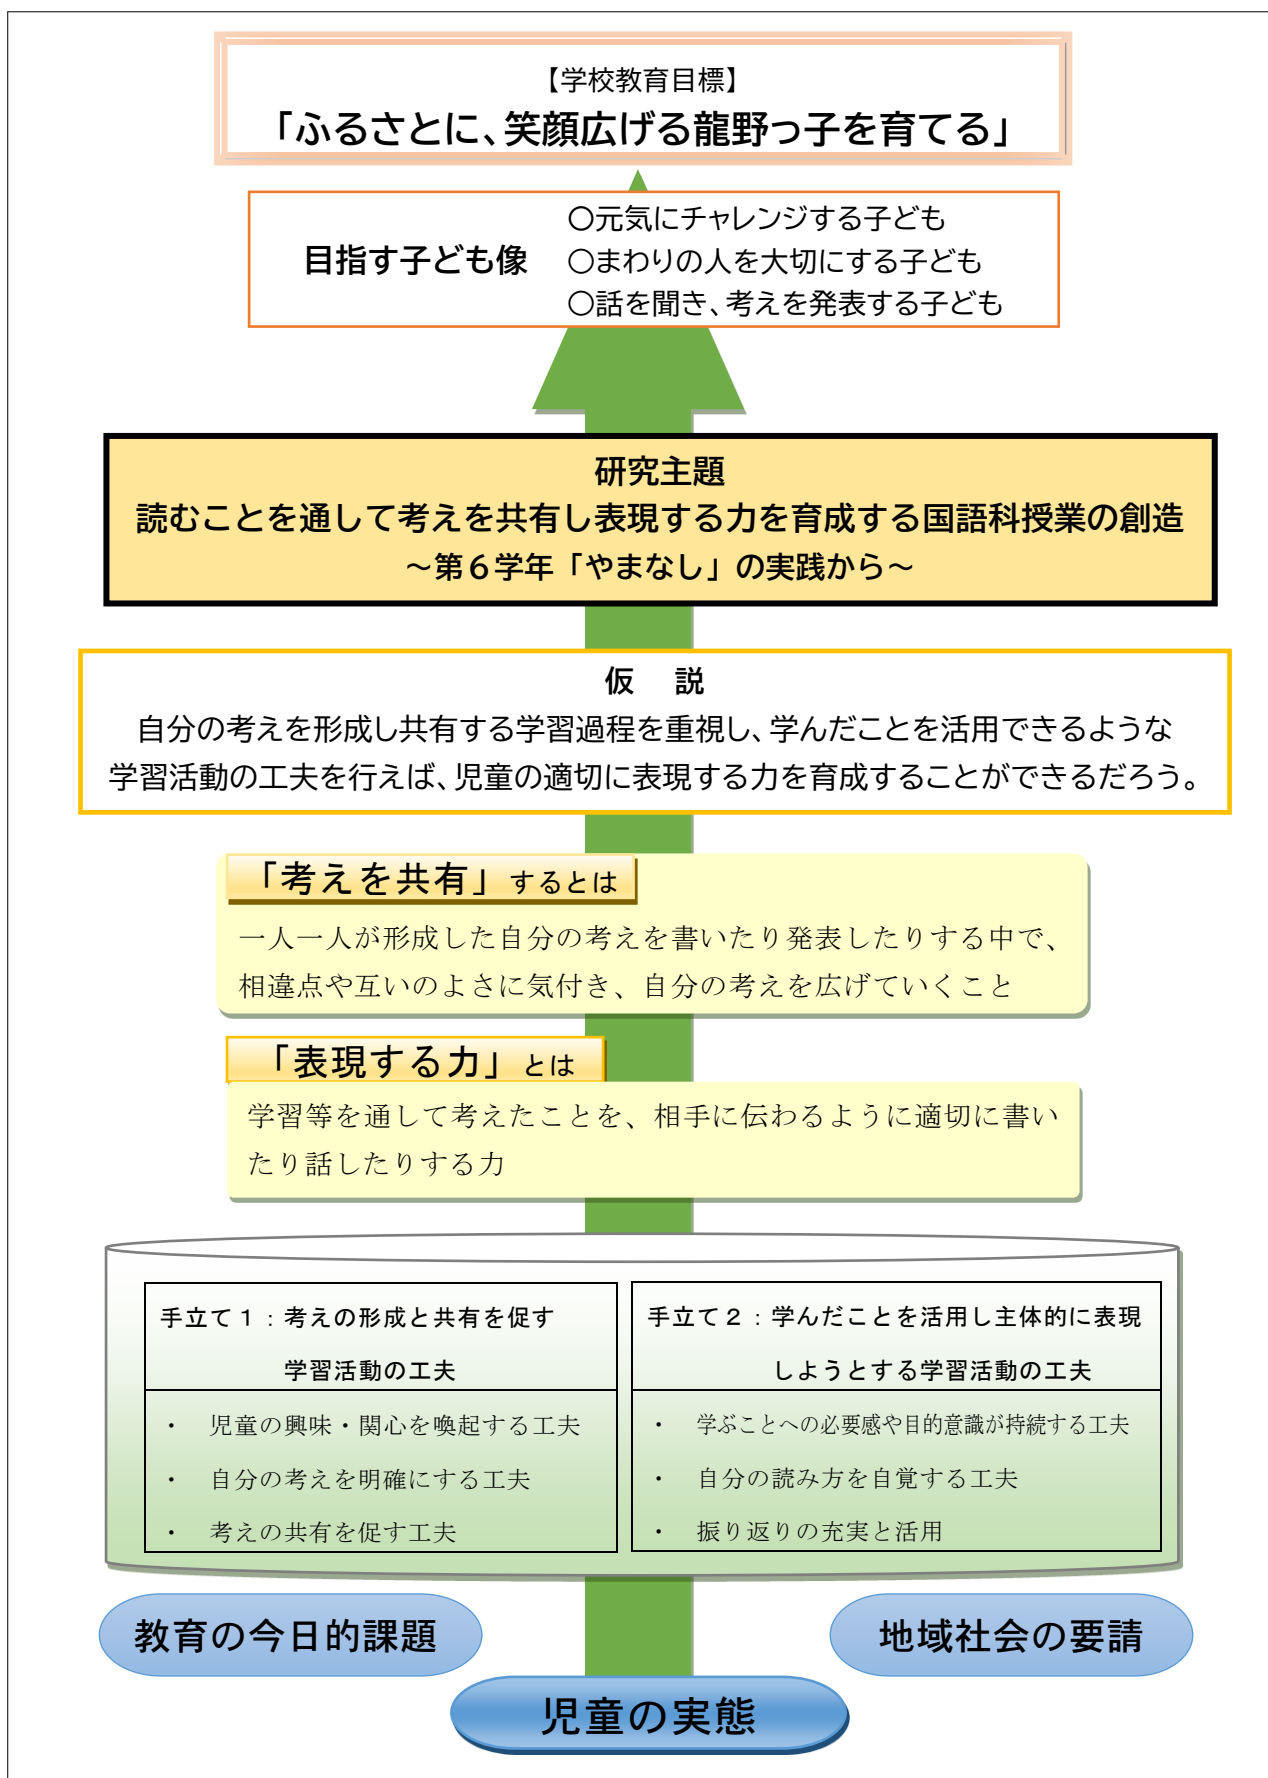 【学校教育目標】
「ふるさとに、笑顔広げる龍野っ子を育てる」
目指す子ども像
〇元気にチャレンジする子ども
〇まわりの人を大切にする子ども
〇話を聞き、考えを発表する子ども
研究主題
読むことを通して考えを共有し表現する力を育成する国語科授業の創造
～第６学年「やまなし」の実践から～
仮　説
自分の考えを形成し共有する学習過程を重視し、学んだことを活用できるような
学習活動の工夫を行えば、児童の適切に表現する力を育成することができるだろう。
「考えを共有」するとは
一人一人が形成した自分の考えを書いたり発表したりする中で、
相違点や互いのよさに気付き、自分の考えを広げていくこと
「表現する力」とは
学習等を通して考えたことを、相手に伝わるように適切に書い
たり話したりする力
手立て１：考えの形成と共有を促す
学習活動の工夫
・　児童の興味・関心を喚起する工夫
・　自分の考えを明確にする工夫
・　考えの共有を促す工夫
手立て２：学んだことを活用し主体的に表現
しようとする学習活動の工夫
・　学ぶことへの必要感や目的意識が持続する工夫
・　自分の読み方を自覚する工夫
・　振り返りの充実と活用
教育の今日的課題
地域社会の要請
児童の実態